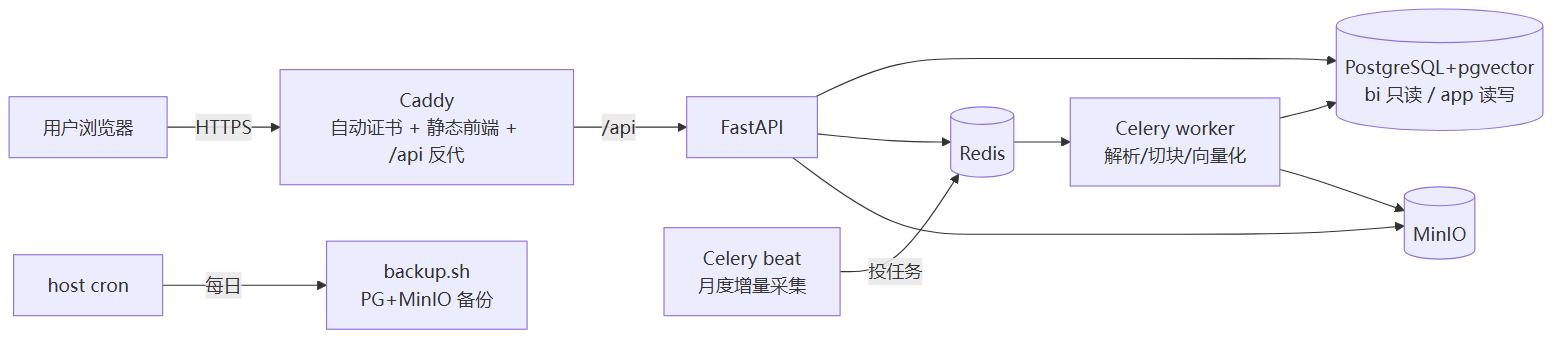 用户浏览器
HTTPS
Caddy
自动证书 + 静态前端 +
/api 反代
/api
FastAPI
Redis
Celery worker
解析/切块/向量化
PostgreSQL+pgvector
bi 只读 / app 读写
MinIO
host cron
每日
backup.sh
PG+MinIO 备份
Celery beat
月度增量采集
投任务